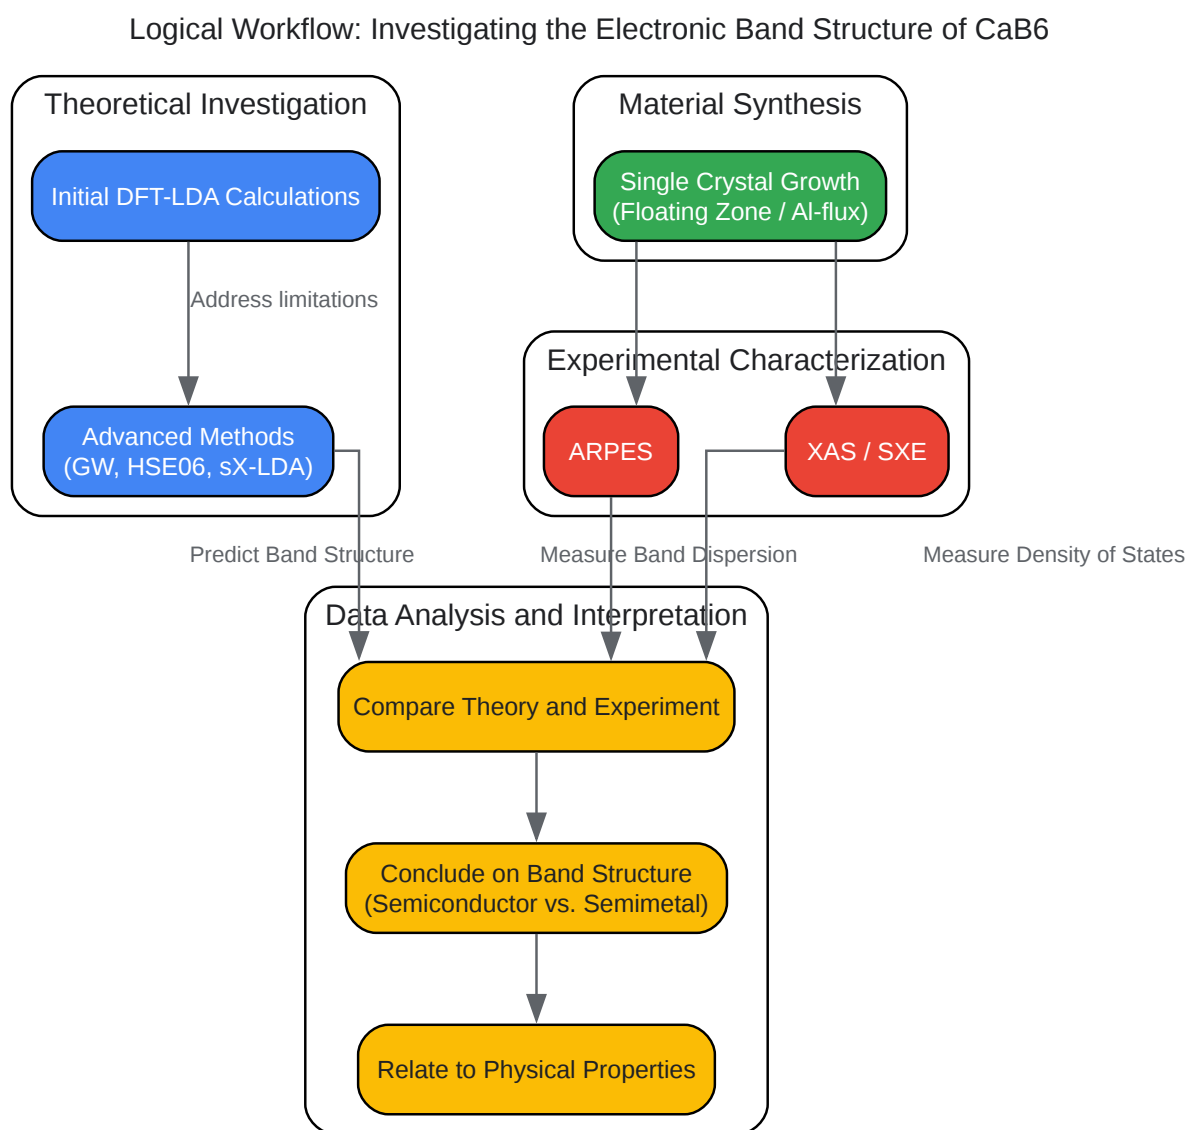 Logical Workflow: Investigating the Electronic Band Structure of CaB6
Theoretical Investigation
Initial DFT-LDA Calculations
Address limitations
Advanced Methods
(GW, HSE06, sX-LDA)
Predict Band Structure
Material Synthesis
Single Crystal Growth
(Floating Zone / Al-flux)
Experimental Characterization
ARPES
XAS / SXE
Measure Band Dispersion
Measure Density of States
Data Analysis and Interpretation
Compare Theory and Experiment
Conclude on Band Structure
(Semiconductor vs. Semimetal)
Relate to Physical Properties